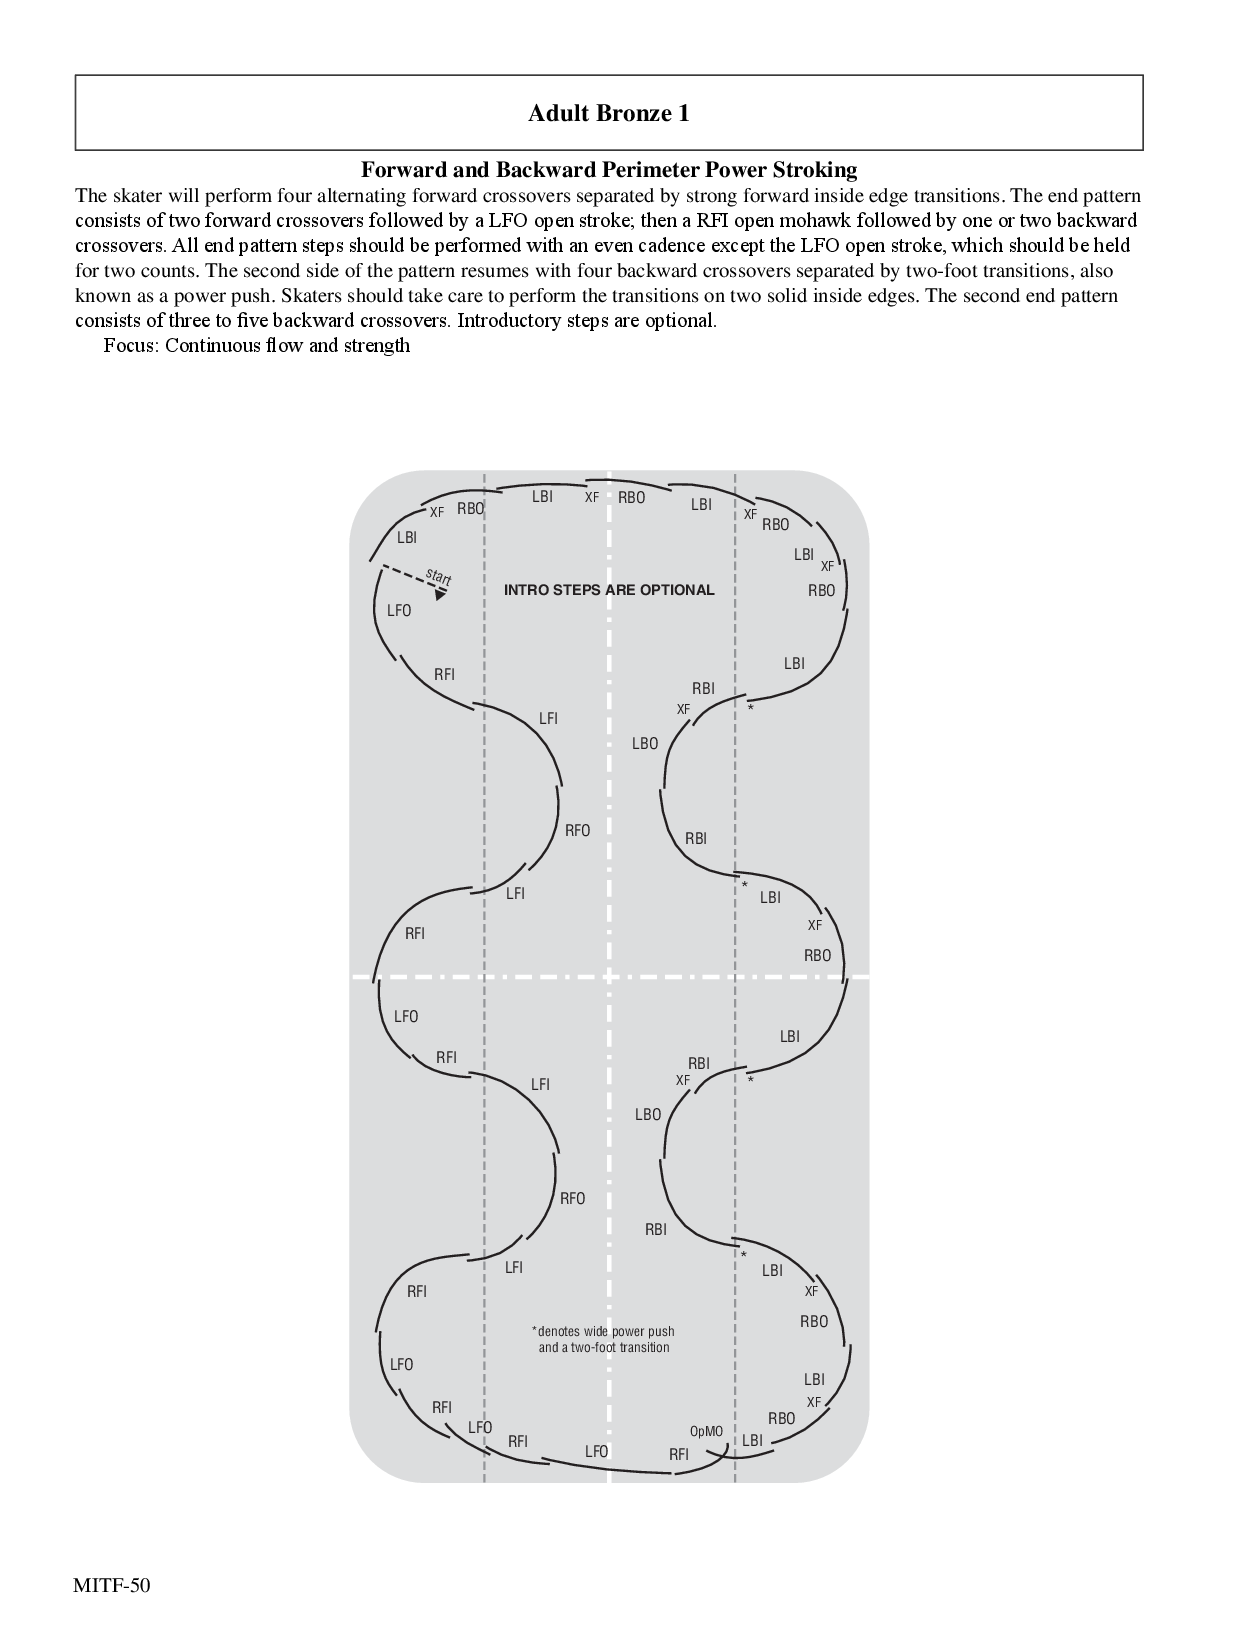 Adult Bronze 1
Forward and Backward Perimeter Power Stroking
The skater will perform four alternating forward crossovers separated by strong forward inside edge transitions. The end pattern
consists of two forward crossovers followed by a LFO open stroke; then a RFI open mohawk followed by one or two backward
crossovers. All end pattern steps should be performed with an even cadence except the LFO open stroke, which should be held
for two counts. The second side of the pattern resumes with four backward crossovers separated by two-foot transitions, also
known as a power push. Skaters should take care to perform the transitions on two solid inside edges. The second end pattern
consists of three to five backward crossovers. Introductory steps are optional.
Focus: Continuous flow and strength
LBI XF RBO LBI
XF RBO
LBI
XF
RBO
LBI
LBI
XF
start
INTRO STEPS ARE OPTIONAL
RBO
LFO
RFI
LBI
RBI
XF
*
LFI
LBO
RFO
RBI
LFI
*
LBI
XF
RFI
RBO
LFO
LBI
RFI
RBI
XF
*
LFI
LBO
RFO
RBI
*
LFI
LBI
RFI
XF
RBO
*denotes wide power push
and a two-foot transition
LFO
LBI
XF
RFI
RBO
LFO
OpMO
RFI
LBI
LFO
RFI
MITF-50